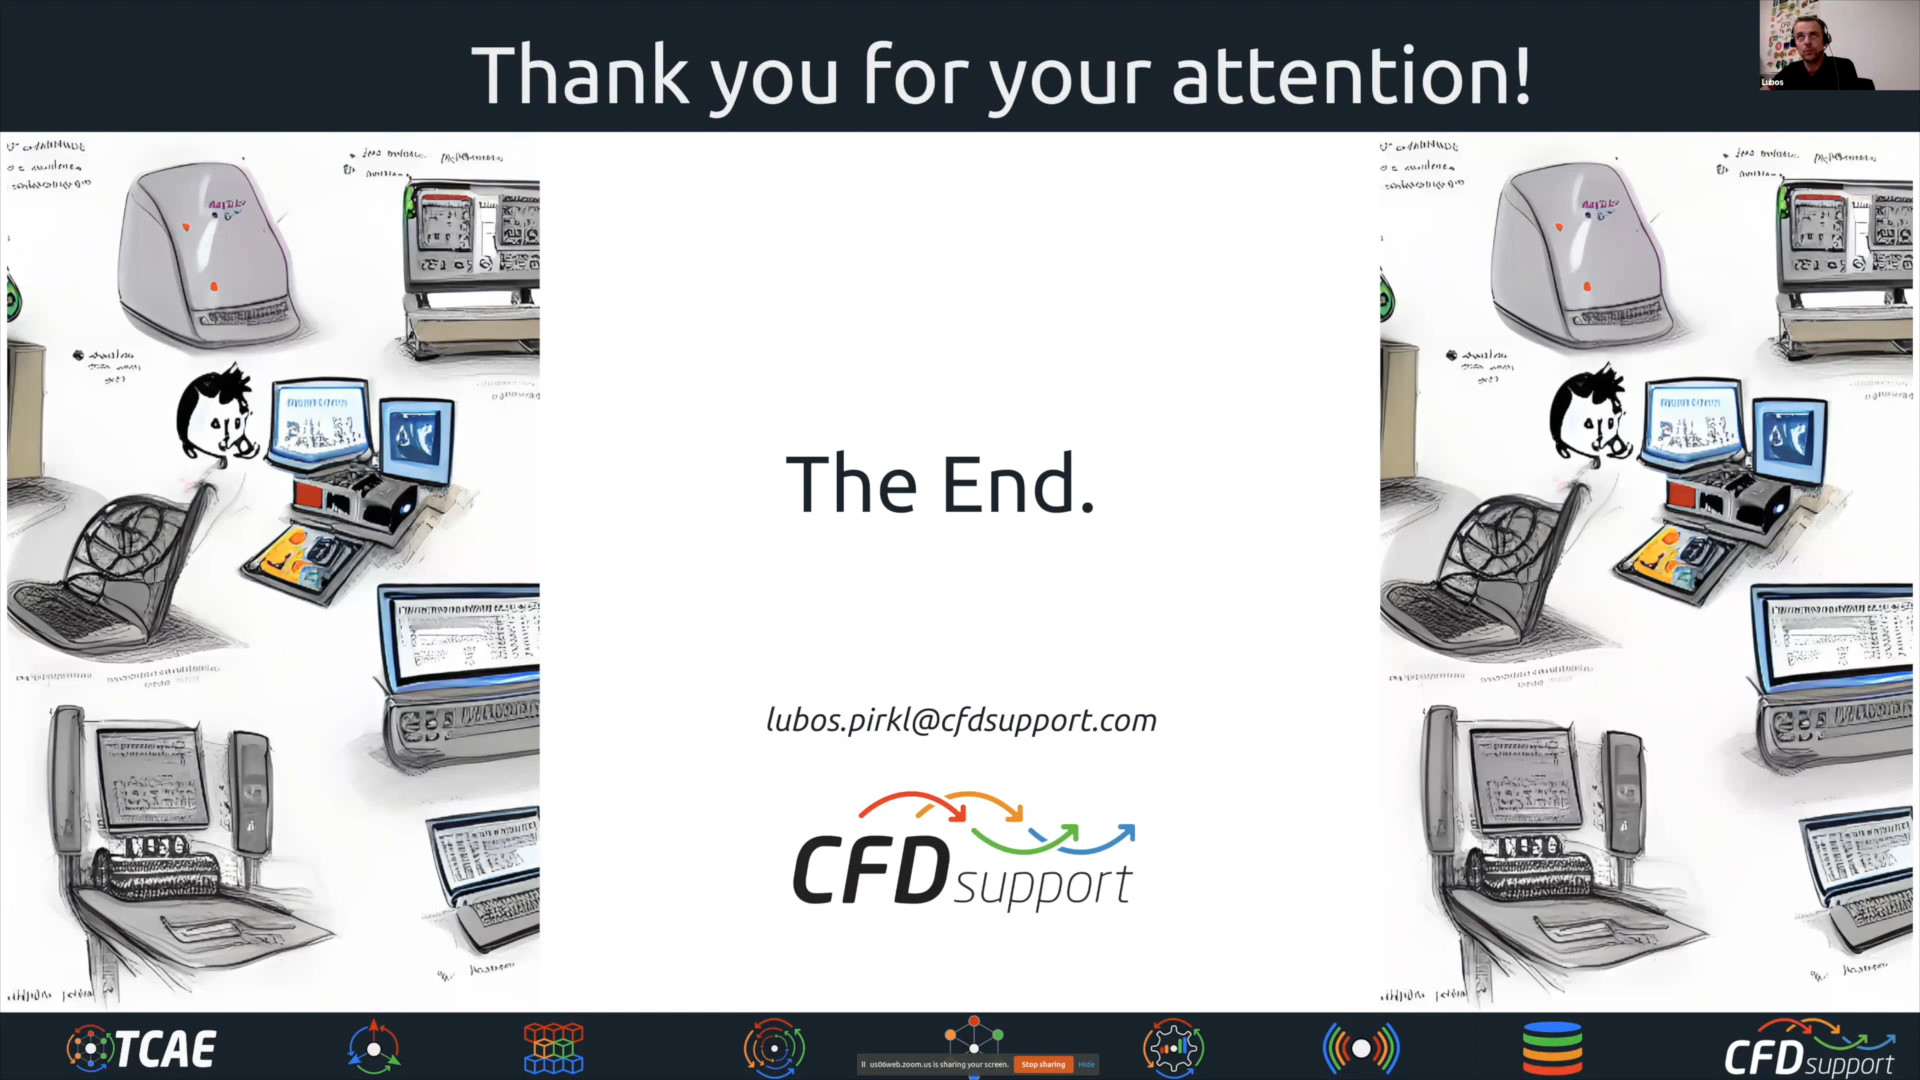 Thank you for your attention!
Lubos
The End.
lubos.pirkl@cfdsupport.com
CFD support
TCAE
us06web.zoom.us is sharing your screen.
Stop sharing
Hide
CFD support